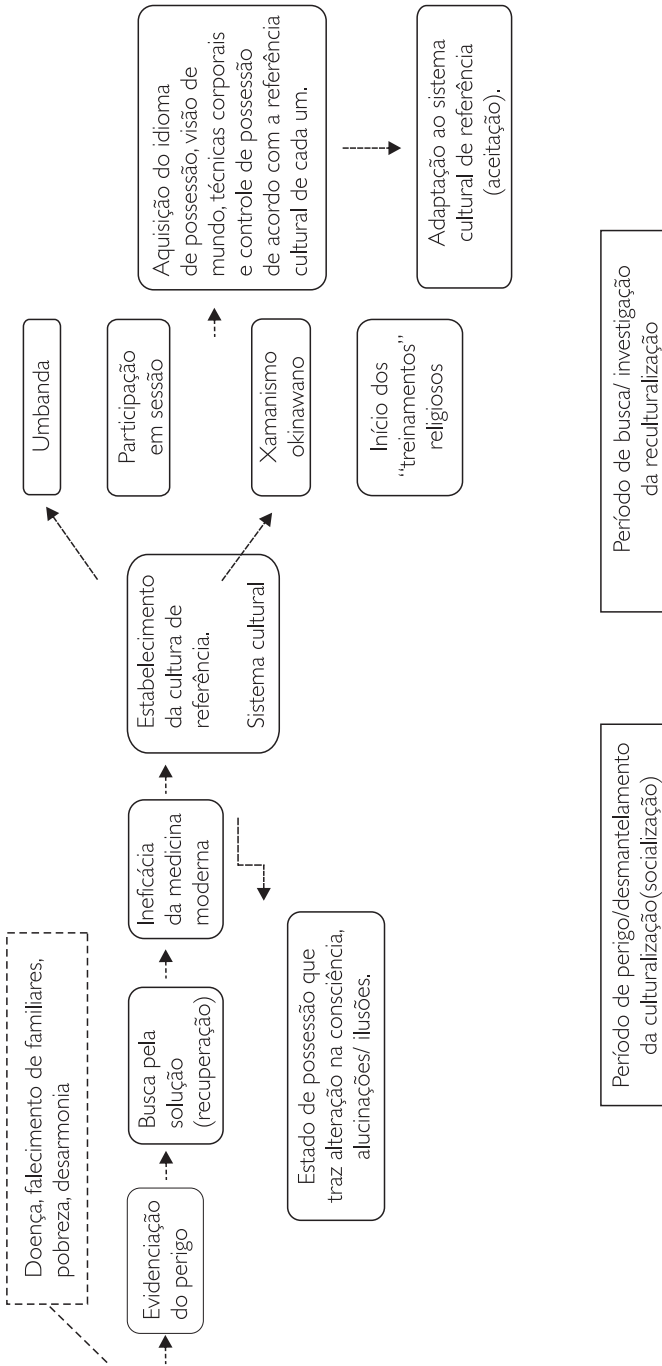 Doença, falecimento de familiares,
pobreza, desarmonia
Evidenciação
do perigo
Busca pela
solução
(recuperação)
Ineficácia
da medicina
moderna
Estado de possessão que
traz alteração na consciência,
alucinações/ ilusões.
Estabelecimento
da cultura de
referência.
Sistema cultural
Umbanda
Participação
em sessão
Xamanismo
okinawano
Início dos
“treinamentos”
religiosos
Aquisição do idioma
de possessão, visão de
mundo, técnicas corporais
e controle de possessão
de acordo com a referência
cultural de cada um.
Adaptação ao sistema
cultural de referência
(aceitação).
Período de perigo/desmantelamento
da culturalização(socialização)
Período de busca/ investigação
da reculturalização